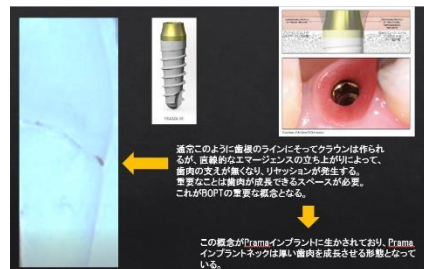 通常このように歯根のラインにそってクラウンは作られ
るが、直線的なエマージェンスの立ち上がりによって、
歯肉の支えが無くなり、リセッションが発生する。
重要なことは歯肉が成長できるスペースが必要。
これがBOPTの重要な概念となる。
この概念がPramaインプラントに生かされており、Prama
インプラントネックは厚い歯肉を成長させる形態となって
いる。